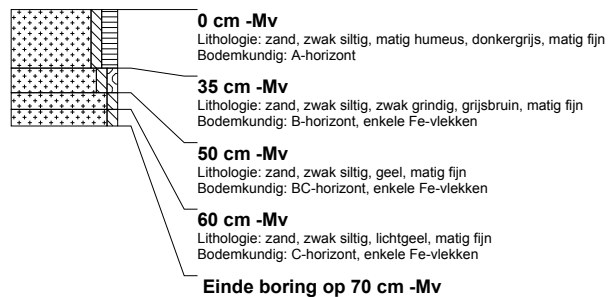 0 cm -Mv
Lithologie: zand, zwak siltig, matig humeus, donkergrijs, matig fijn
Bodemkundig: A-horizont
35 cm -Mv
Lithologie: zand, zwak siltig, zwak grindig, grijsbruin, matig fijn
Bodemkundig: B-horizont, enkele Fe-vlekken
50 cm -Mv
Lithologie: zand, zwak siltig, geel, matig fijn
Bodemkundig: BC-horizont, enkele Fe-vlekken
60 cm -Mv
Lithologie: zand, zwak siltig, lichtgeel, matig fijn
Bodemkundig: C-horizont, enkele Fe-vlekken
Einde boring op 70 cm -Mv